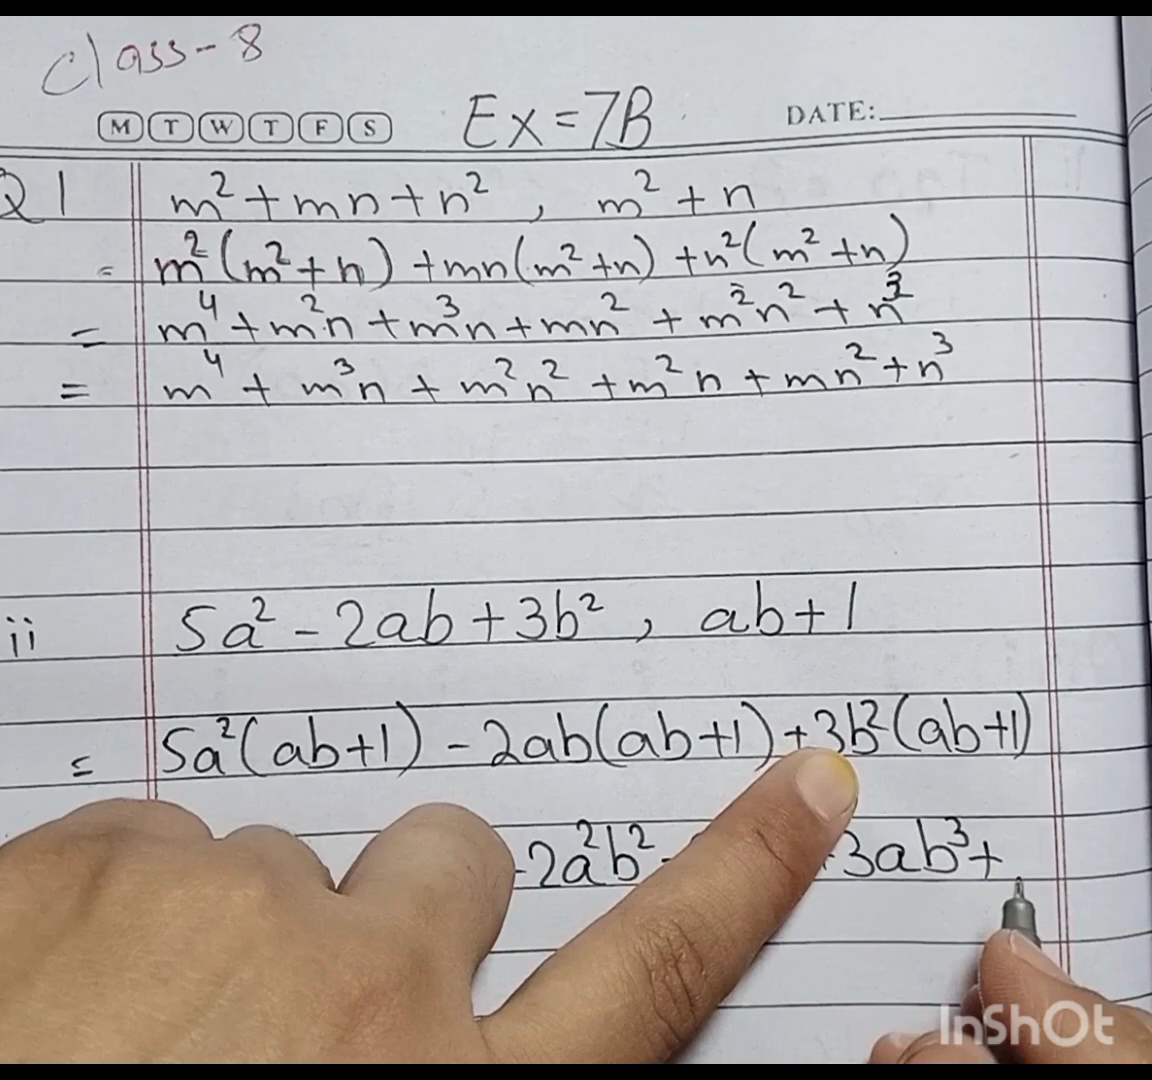 Class-8
M T W T F S Ex=7B DATE:
Q1 m²+mn+n² , m²+n
= m²(m²+n)+mn(m²+n)+n²(m²+n)
= m⁴+m²n+m³n+mn²+m²n²+n³
= m⁴+m³n+m²n²+m²n+mn²+n³
ii 5a²-2ab+3b² , ab+1
= 5a²(ab+1)-2ab(ab+1)+3b²(ab+1)
-2a²b² 3ab³+
InShOt